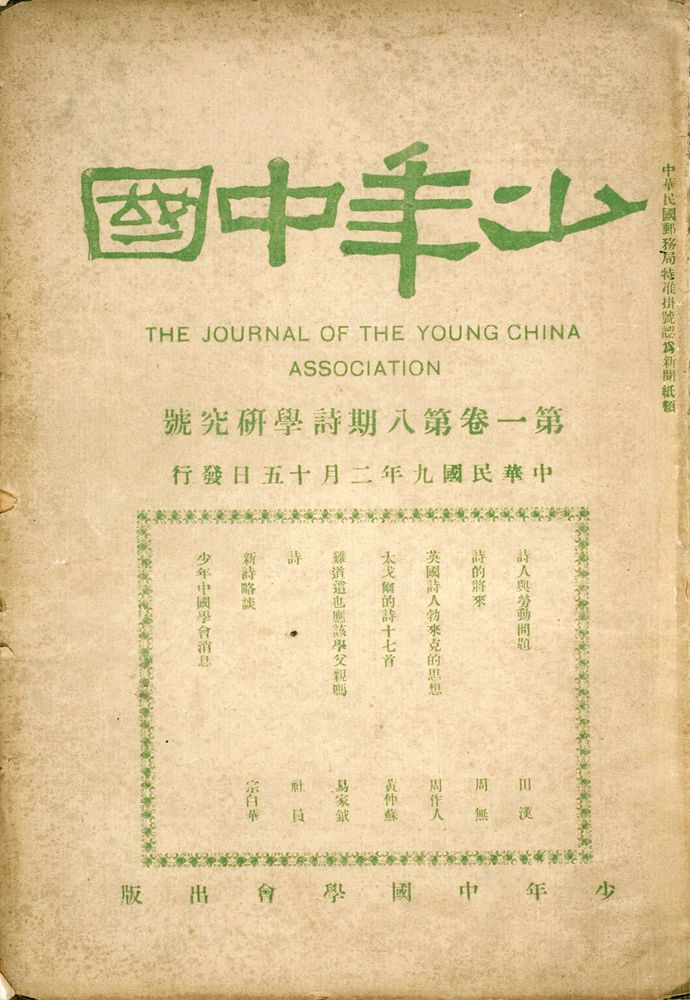 中華民國郵務局特准掛號認爲新聞紙類
少年中國
THE JOURNAL OF THE YOUNG CHINA
ASSOCIATION
第一卷第八期詩學硏究號
中華民國九年二月十五日發行
詩人與勞動問題 田漢
詩的將來 周無
英國詩人勃來克的思想 周作人
太戈爾的詩十七首 黃仲蘇
難道這也應該學父親嗎 易家鉞
詩 社員
新詩略談 宗白華
少年中國學會消息
少年中國學會出版